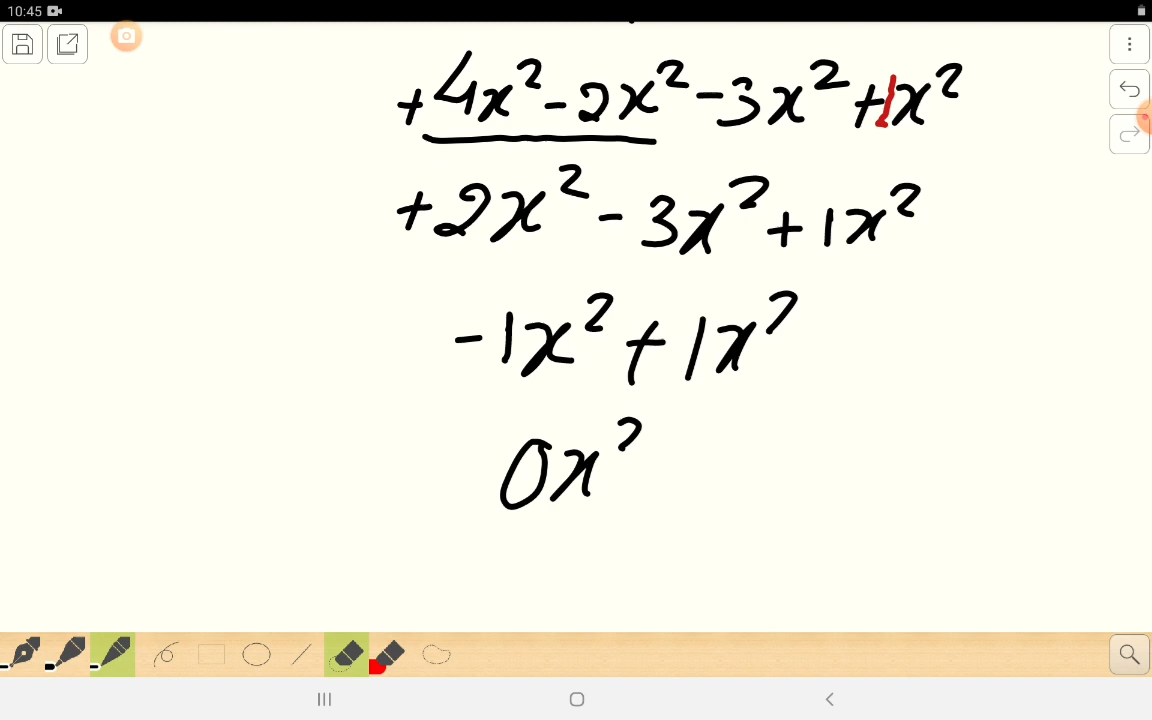 10:45
+4x² - 2x² - 3x² + 1x²
+2x² - 3x² + 1x²
-1x² + 1x²
0x²